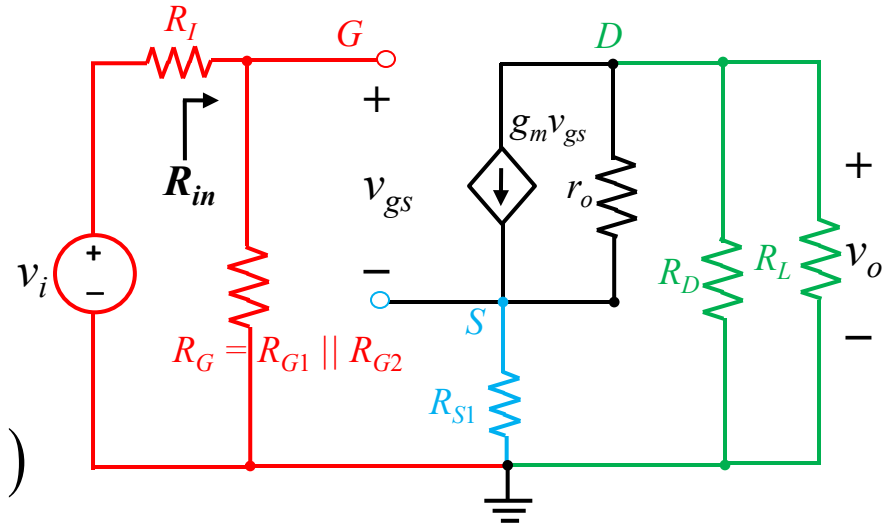 R_I
G
D
+
g_m v_gs
R_in
v_gs
r_o
+
v_i
+
−
−
R_D
R_L
v_o
S
−
R_G = R_G1 || R_G2
R_S1
)